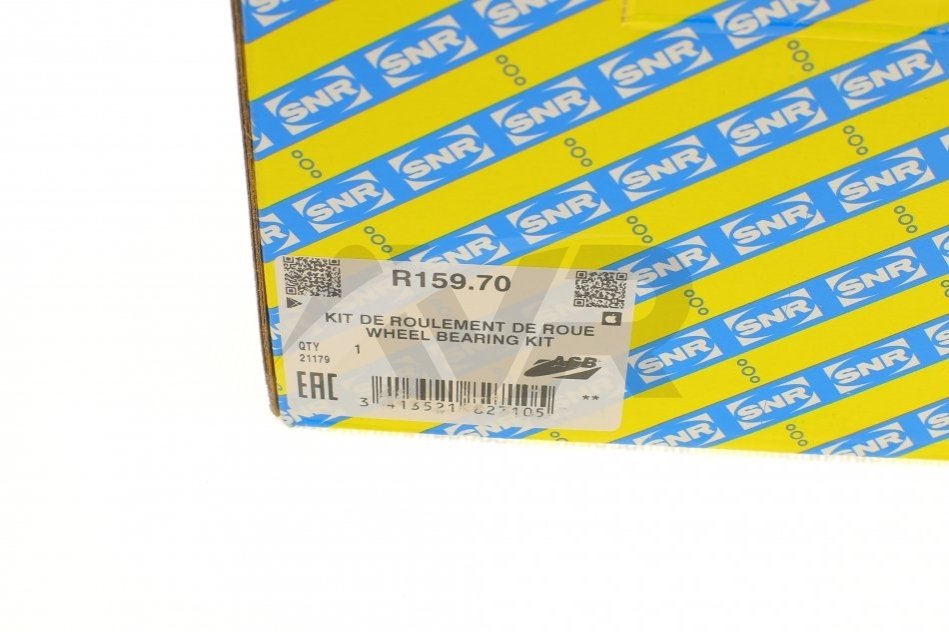 SNR
R159.70
KIT DE ROULEMENT DE ROUE
WHEEL BEARING KIT
QTY 1
21179
ASB
EAC
**